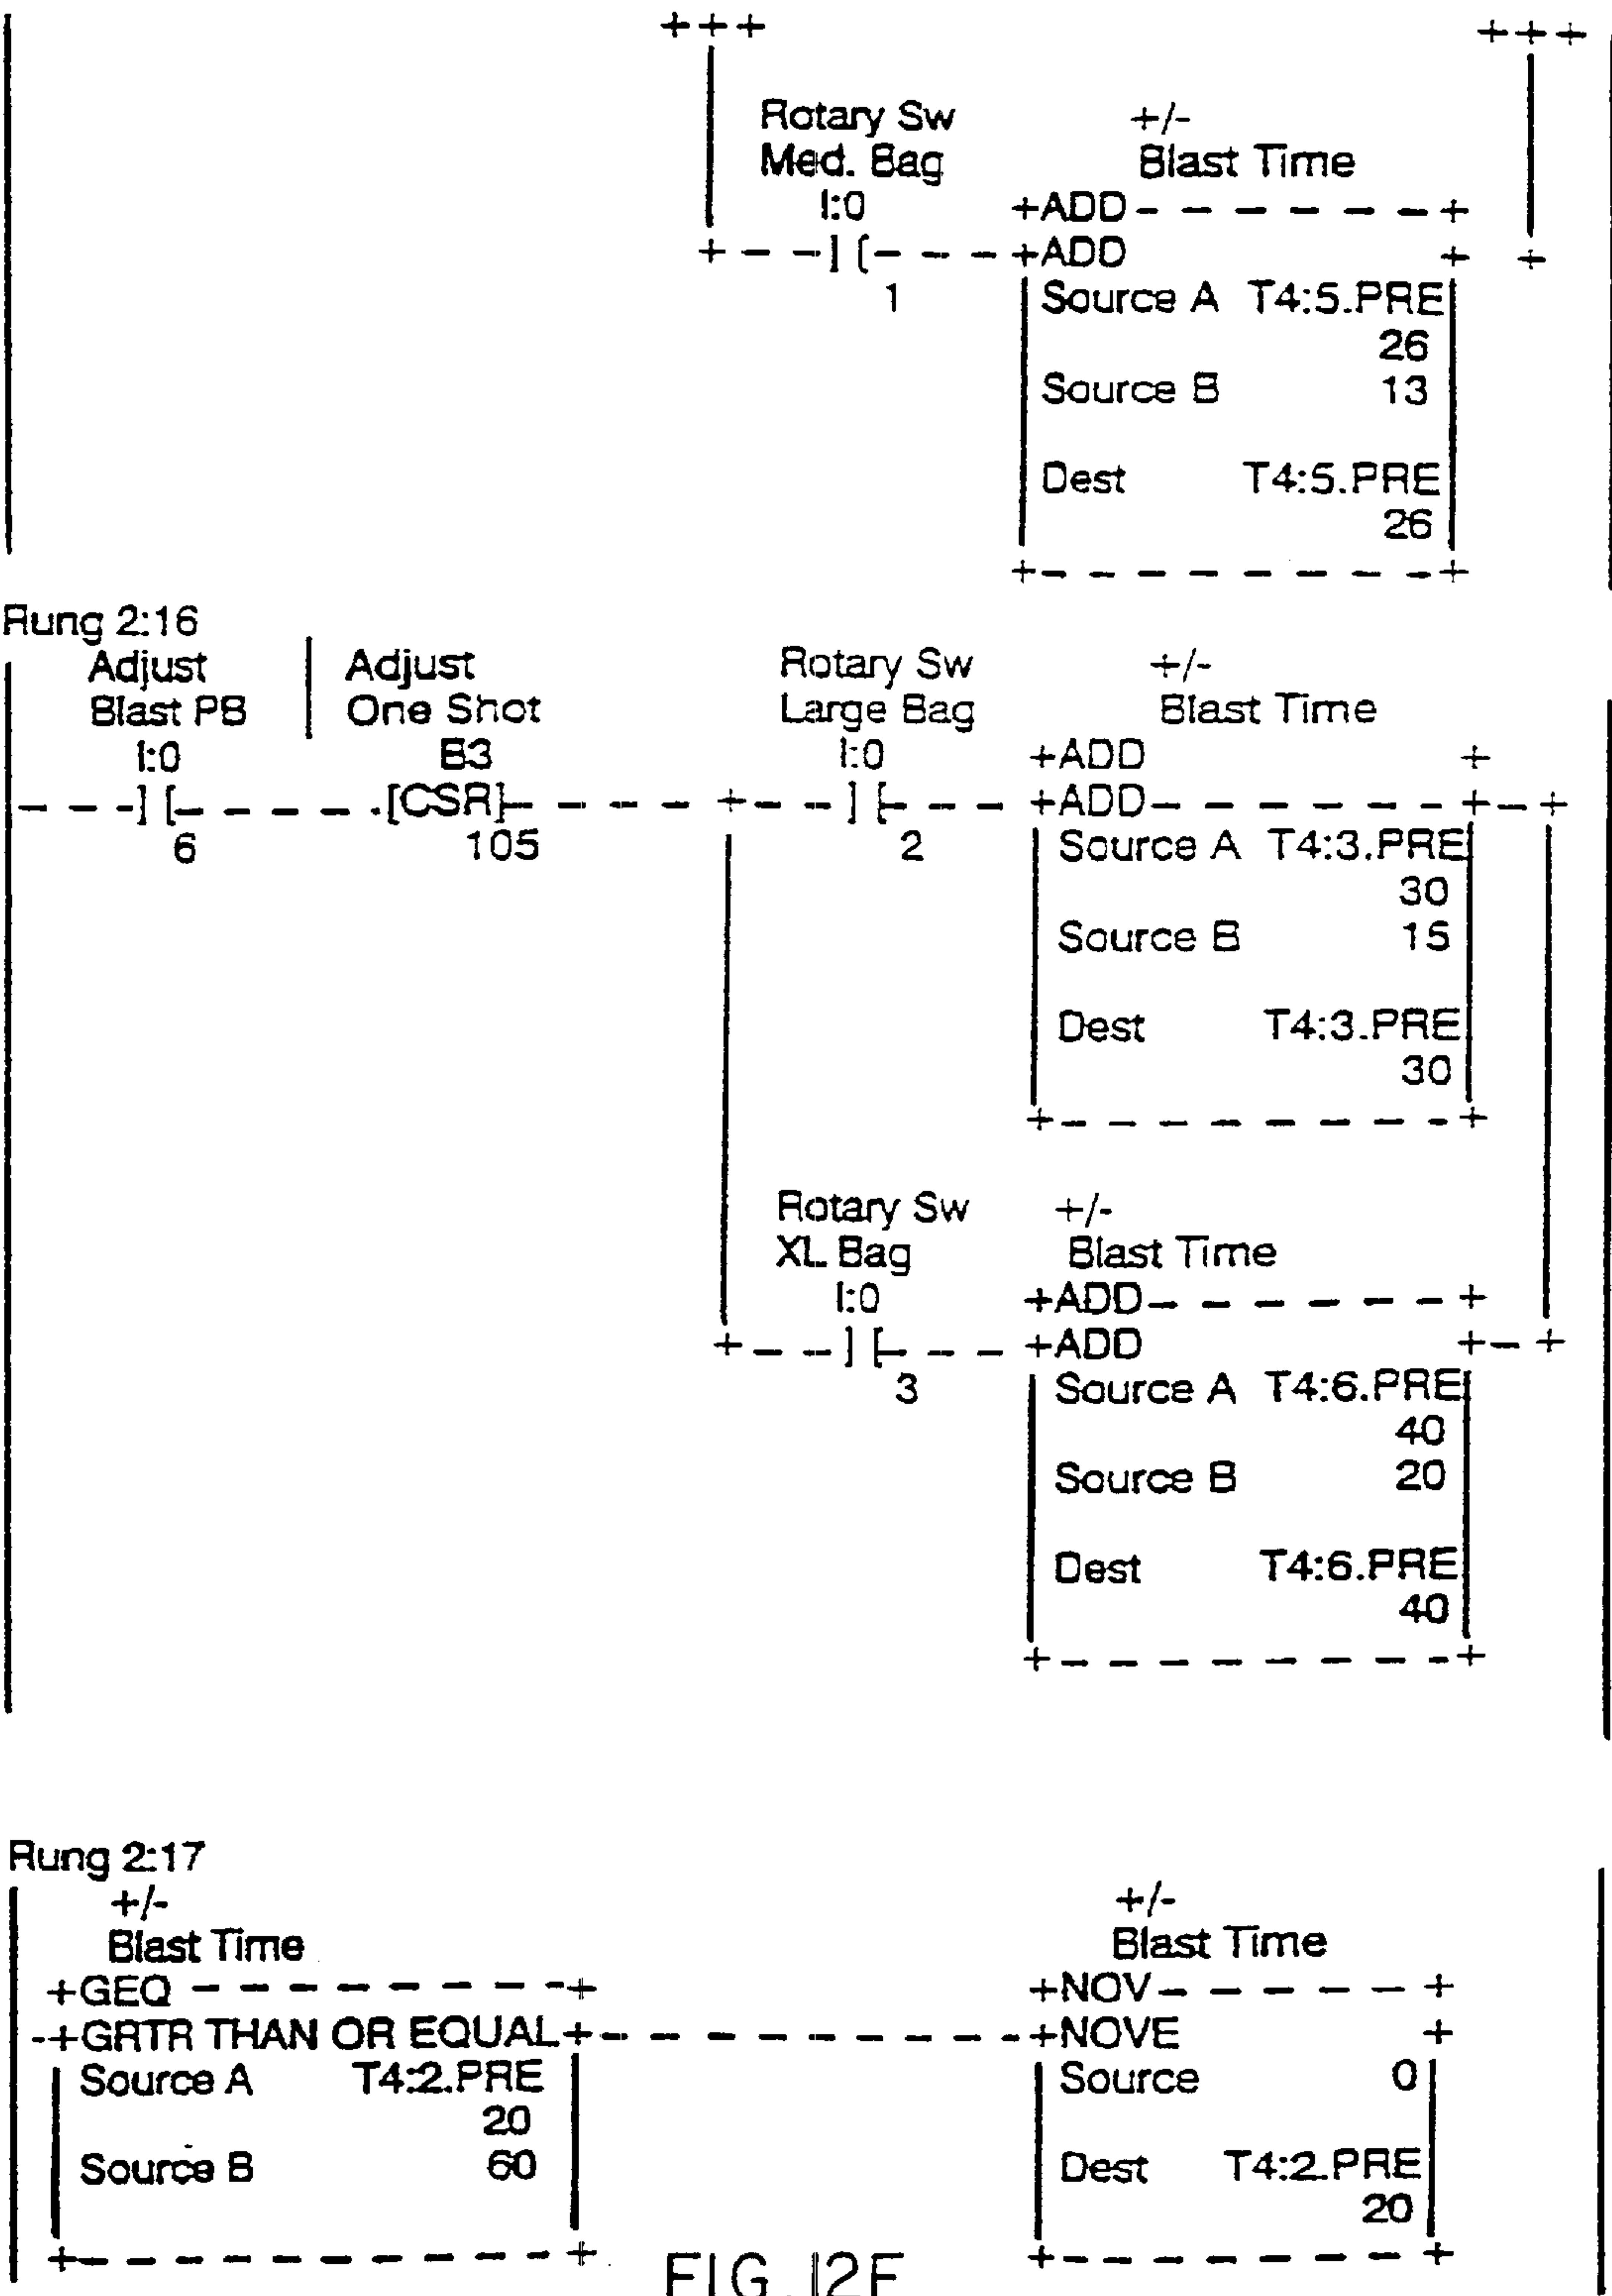 +++ +++
Rotary Sw +/-
Med. Bag Blast Time
I:0 +ADD- - - - - - -+
+ - - -] [- - - -+ADD + +
1 Source A T4:5.PRE
26
Source B 13
Dest T4:5.PRE
26
+- - - - - - - - -+
Rung 2:16
Adjust Adjust Rotary Sw +/-
Blast PB One Shot Large Bag Blast Time
I:0 B3 I:0 +ADD +
- - -] [- - - - - .[CSR]- - - - - +- - -] [- - - +ADD- - - - - - -+-+
6 105 2 Source A T4:3.PRE
30
Source B 15
Dest T4:3.PRE
30
+- - - - - - - - -+
Rotary Sw +/-
XL Bag Blast Time
I:0 +ADD- - - - - - - +
+ - - -] [- - - +ADD +- +
3 Source A T4:6.PRE
40
Source B 20
Dest T4:6.PRE
40
+- - - - - - - - -+
Rung 2:17
+/- +/-
Blast Time Blast Time
+GEQ - - - - - - - -+ +NOV- - - - - - +
-+GRTR THAN OR EQUAL+- - - - - - - - - -+NOVE +
Source A T4:2.PRE Source 0
20
Source B 60 Dest T4:2.PRE
20
+- - - - - - - - - -+ +- - - - - - - - +
FIG. 12F